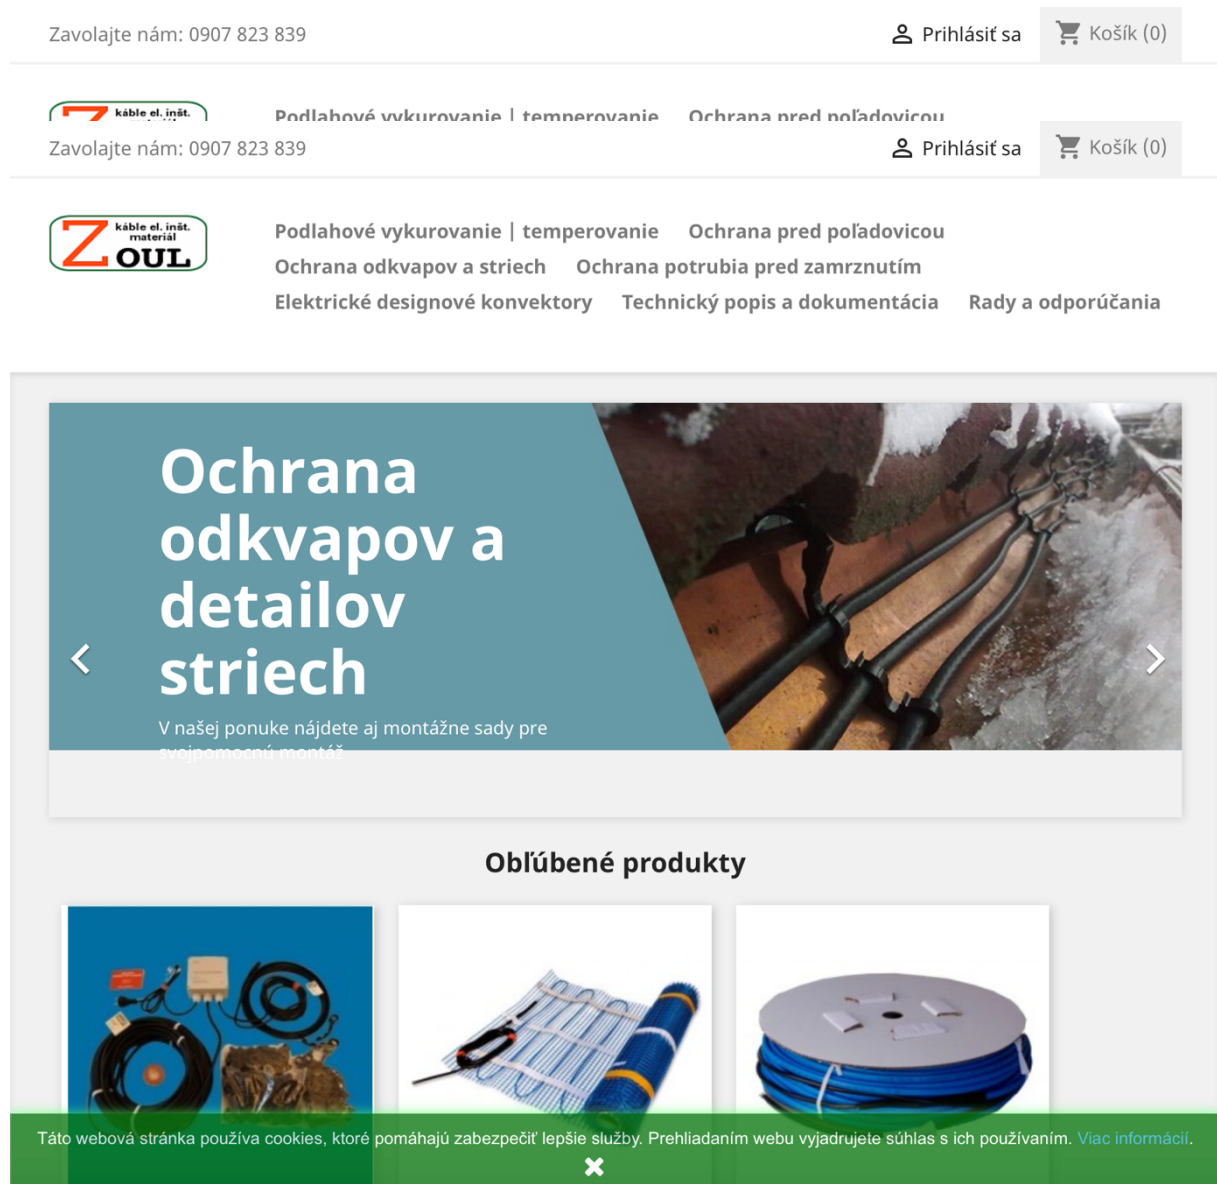 Zavolajte nám: 0907 823 839
Prihlásiť sa
Košík (0)
káble el. inšt.
Podlahové vykurovanie | temperovanie
Ochrana pred poľadovicou
Zavolajte nám: 0907 823 839
Prihlásiť sa
Košík (0)
káble el. inšt.
materiál
ZOUL
Podlahové vykurovanie | temperovanie
Ochrana pred poľadovicou
Ochrana odkvapov a striech
Ochrana potrubia pred zamrznutím
Elektrické designové konvektory
Technický popis a dokumentácia
Rady a odporúčania
Ochrana
odkvapov a
detailov
striech
V našej ponuke nájdete aj montážne sady pre
svojpomocnú montáž
Obľúbené produkty
Táto webová stránka používa cookies, ktoré pomáhajú zabezpečiť lepšie služby. Prehliadaním webu vyjadrujete súhlas s ich používaním. Viac informácií.